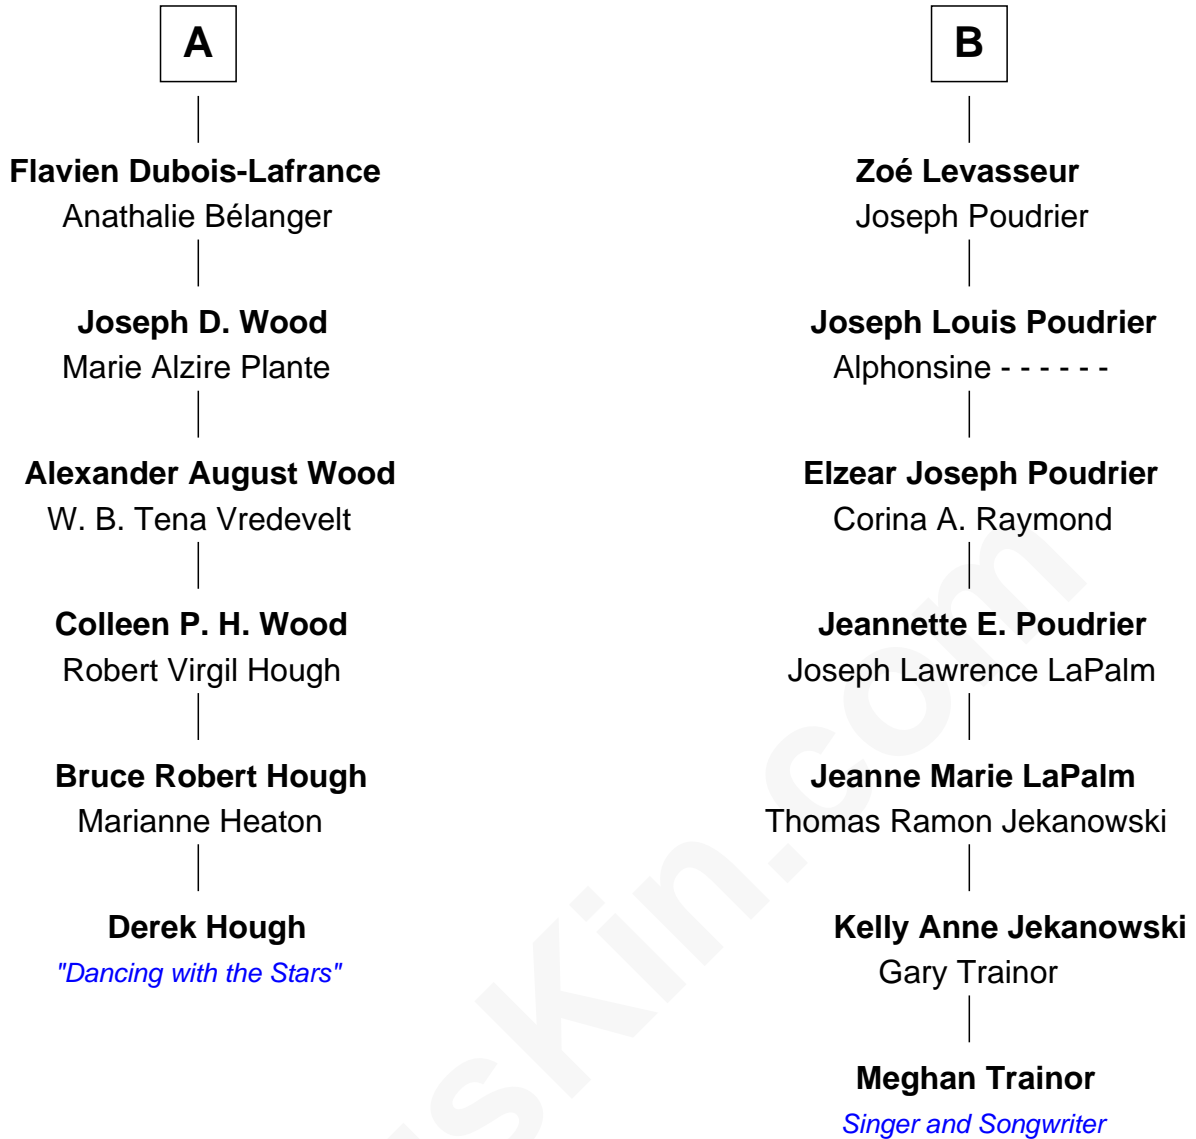 A
Flavien Dubois-Lafrance
Anathalie Bélanger
Joseph D. Wood
Marie Alzire Plante
Alexander August Wood
W. B. Tena Vredevelt
Colleen P. H. Wood
Robert Virgil Hough
Bruce Robert Hough
Marianne Heaton
Derek Hough
"Dancing with the Stars"
B
Zoé Levasseur
Joseph Poudrier
Joseph Louis Poudrier
Alphonsine - - - - - -
Elzear Joseph Poudrier
Corina A. Raymond
Jeannette E. Poudrier
Joseph Lawrence LaPalm
Jeanne Marie LaPalm
Thomas Ramon Jekanowski
Kelly Anne Jekanowski
Gary Trainor
Meghan Trainor
Singer and Songwriter
sKin.com